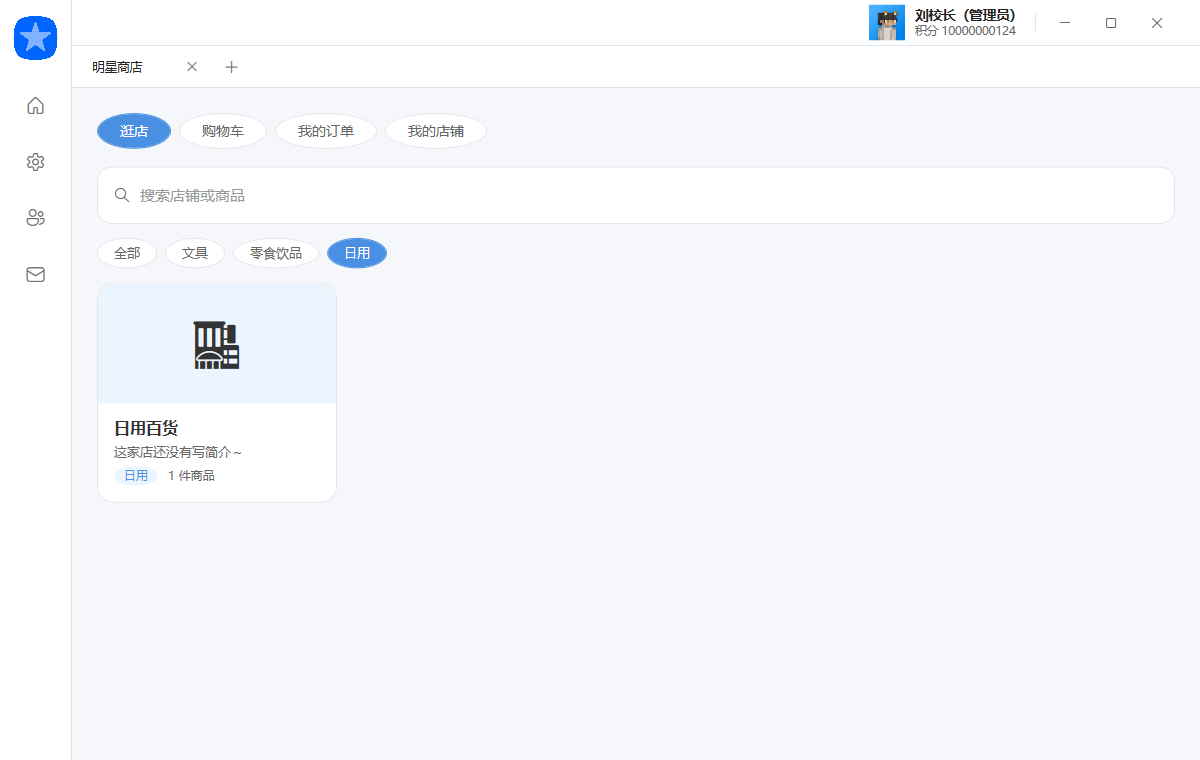 刘校长（管理员）
积分 10000000124
明星商店
逛店
购物车
我的订单
我的店铺
搜索店铺或商品
全部
文具
零食饮品
日用
日用百货
这家店还没有写简介～
日用
1 件商品